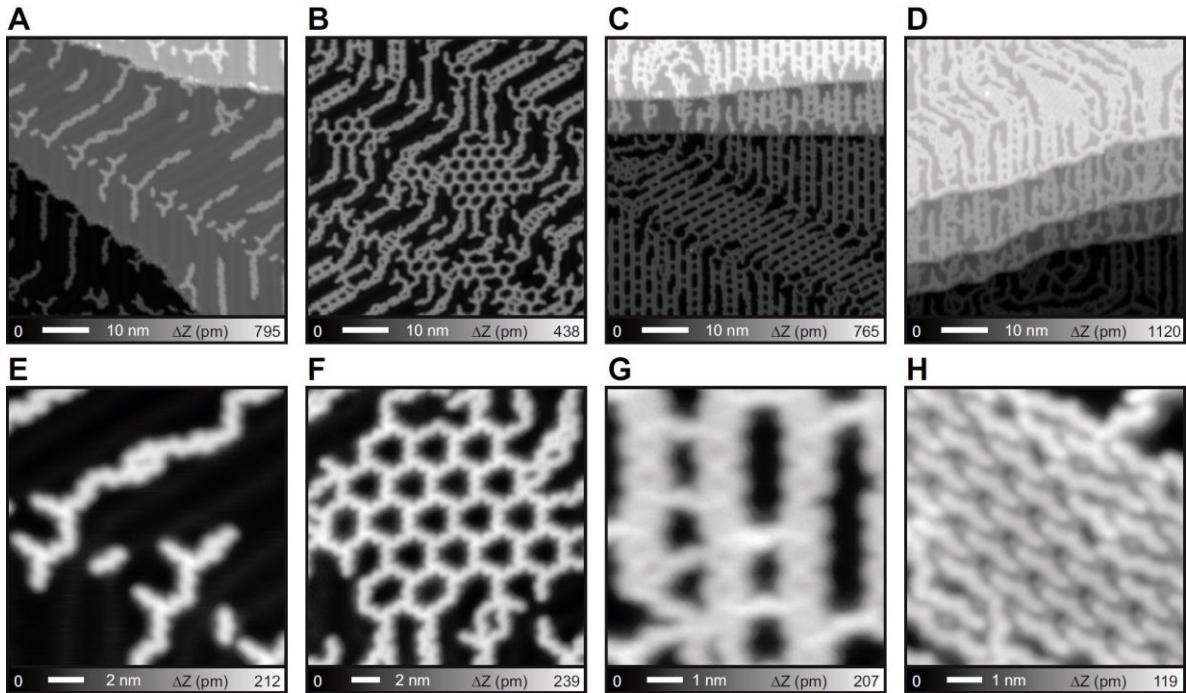 A B C D
0 10 nm ΔZ (pm) 795 0 10 nm ΔZ (pm) 438 0 10 nm ΔZ (pm) 765 0 10 nm ΔZ (pm) 1120
E F G H
0 2 nm ΔZ (pm) 212 0 2 nm ΔZ (pm) 239 0 1 nm ΔZ (pm) 207 0 1 nm ΔZ (pm) 119